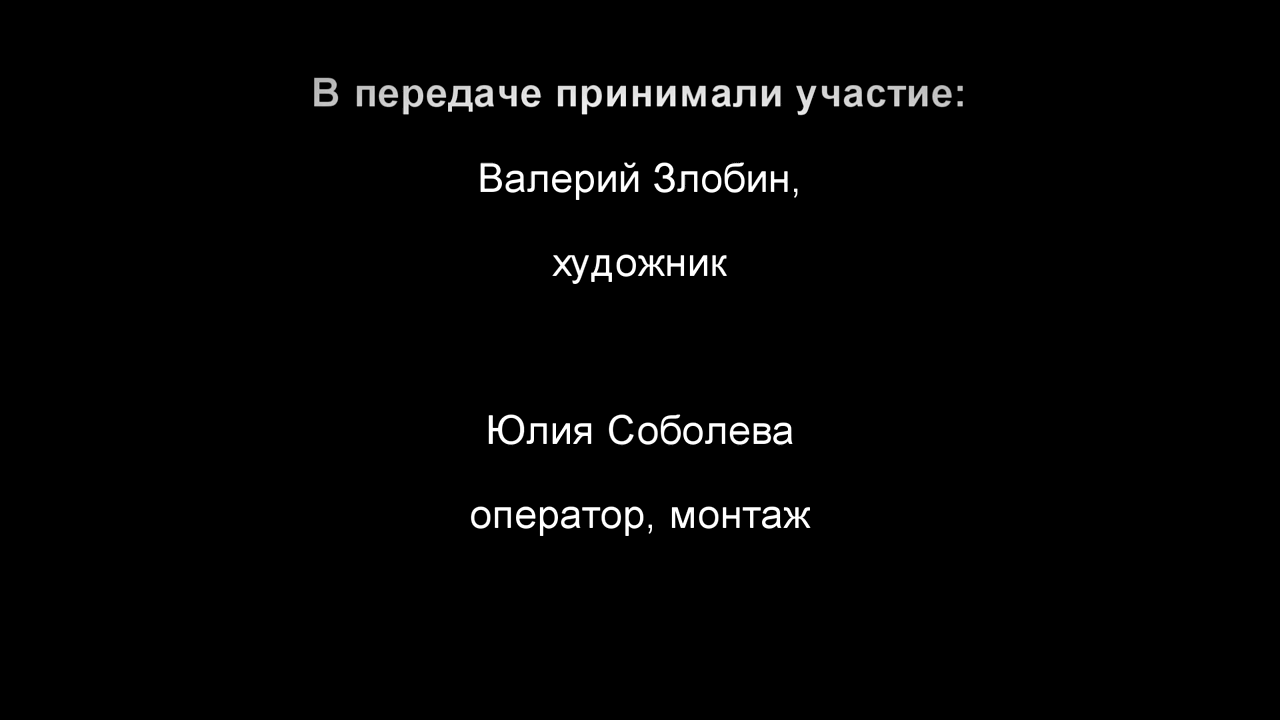 В передаче принимали участие:
Валерий Злобин,
художник
Юлия Соболева
оператор, монтаж